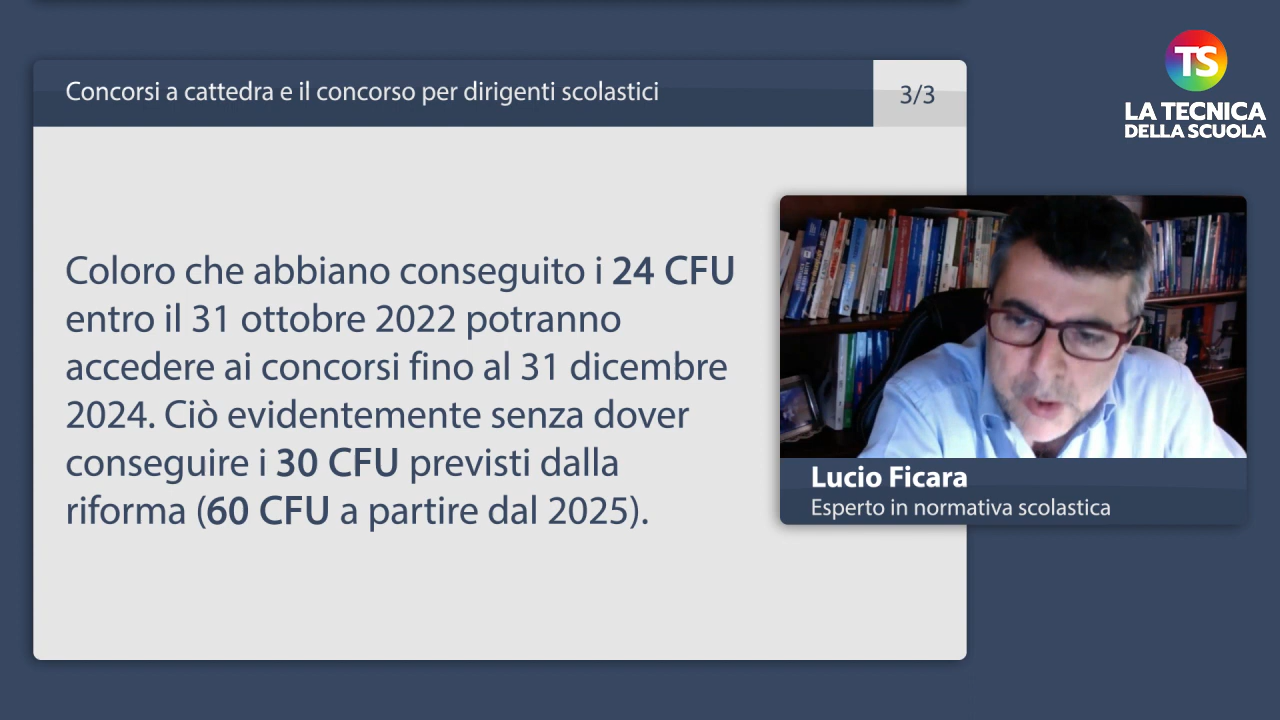 Concorsi a cattedra e il concorso per dirigenti scolastici
3/3
TS
LA TECNICA
DELLA SCUOLA
Coloro che abbiano conseguito i 24 CFU
entro il 31 ottobre 2022 potranno
accedere ai concorsi fino al 31 dicembre
2024. Ciò evidentemente senza dover
conseguire i 30 CFU previsti dalla
riforma (60 CFU a partire dal 2025).
Lucio Ficara
Esperto in normativa scolastica